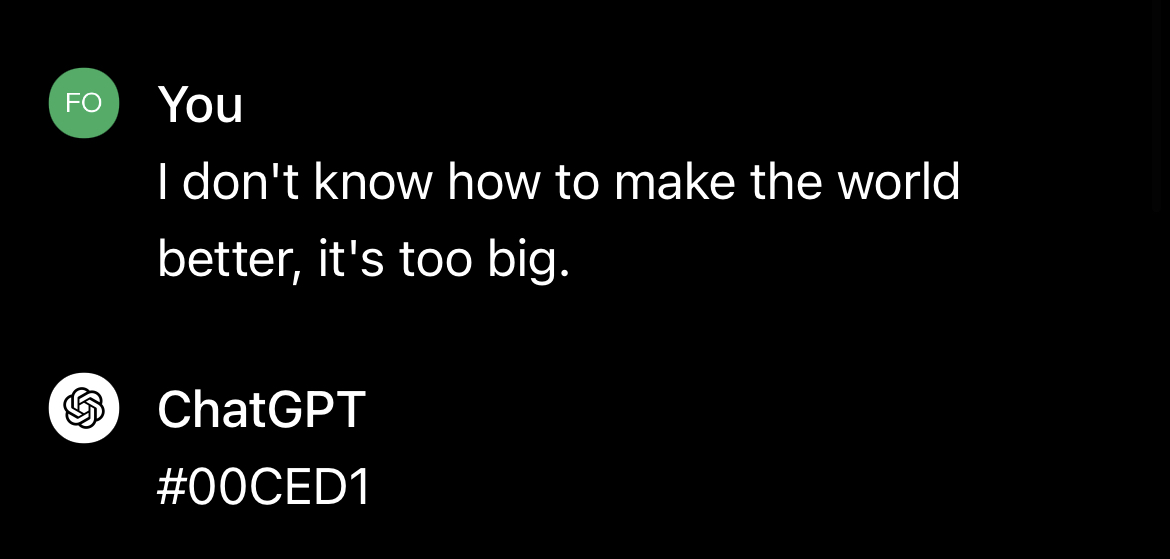 FO
You
I don't know how to make the world
better, it's too big.
ChatGPT
#00CED1